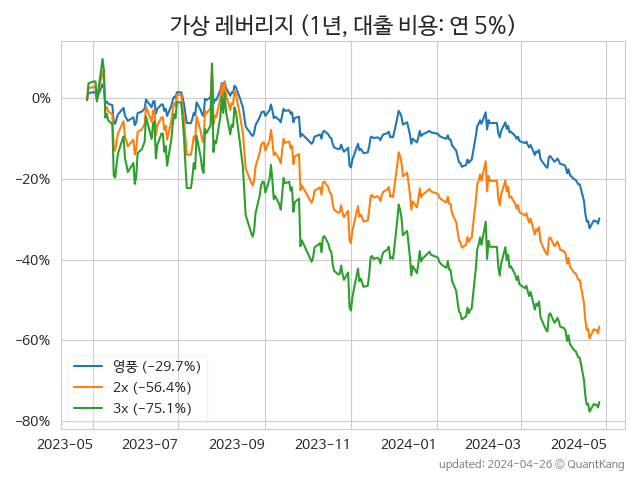 가상 레버리지 (1년, 대출 비용: 연 5%)
0%
−20%
−40%
−60%
−80%
영풍 (−29.7%)
2x (−56.4%)
3x (−75.1%)
2023-05 2023-07 2023-09 2023-11 2024-01 2024-03 2024-05
updated: 2024-04-26 © QuantKang